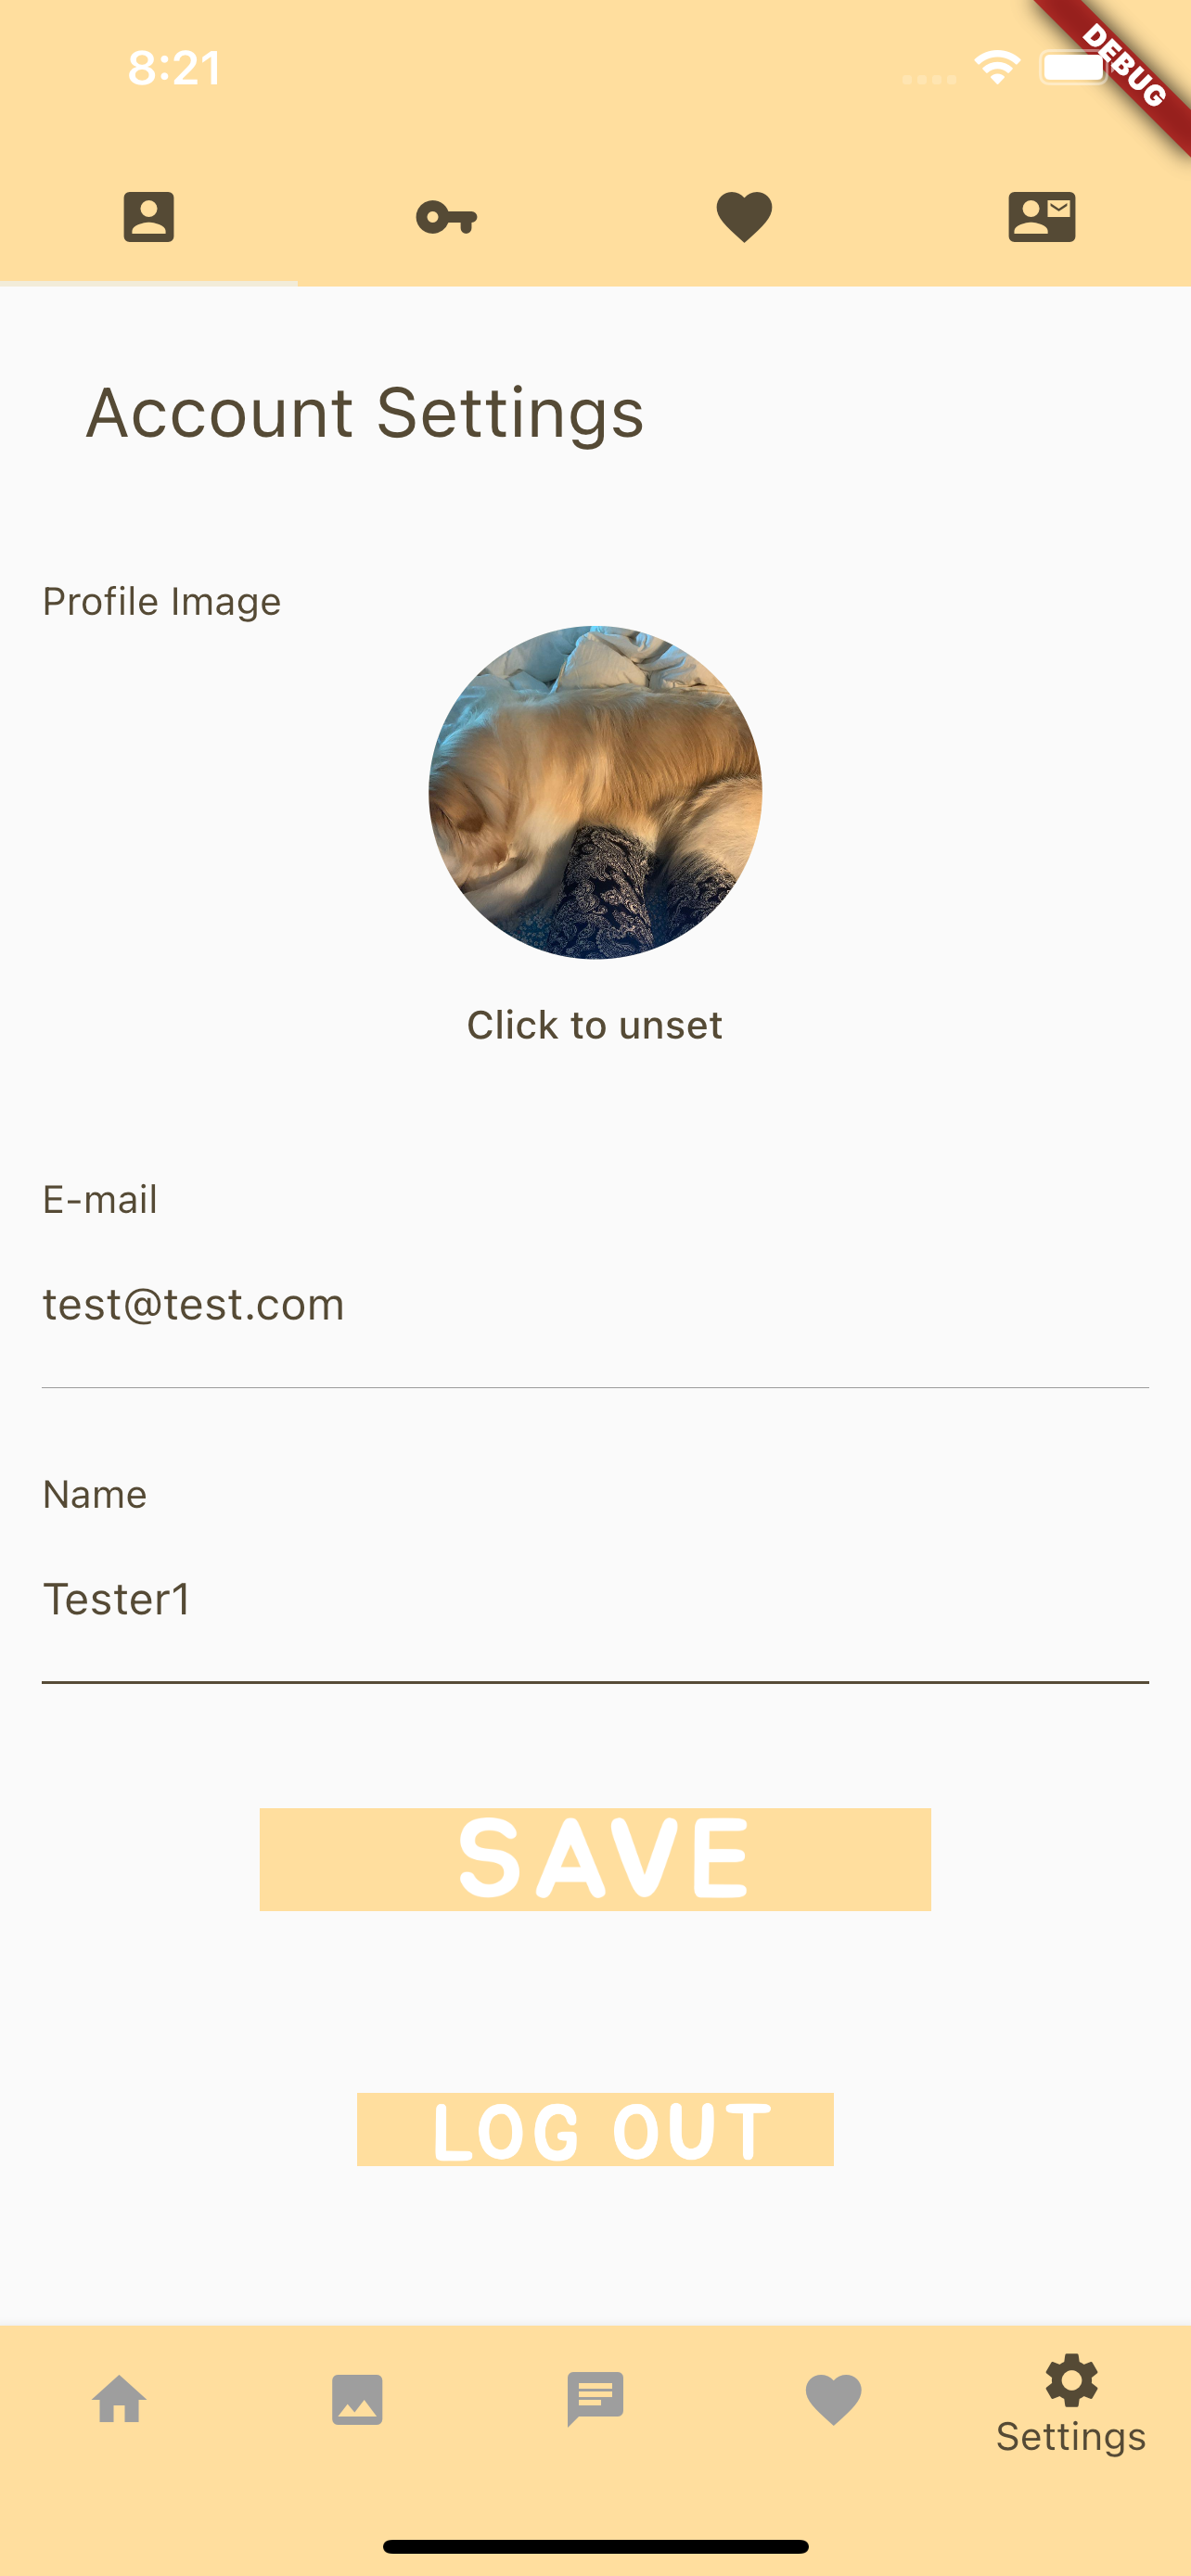 8:21
DEBUG
Account Settings
Profile Image
Click to unset
E-mail
test@test.com
Name
Tester1
SAVE
LOG OUT
Settings